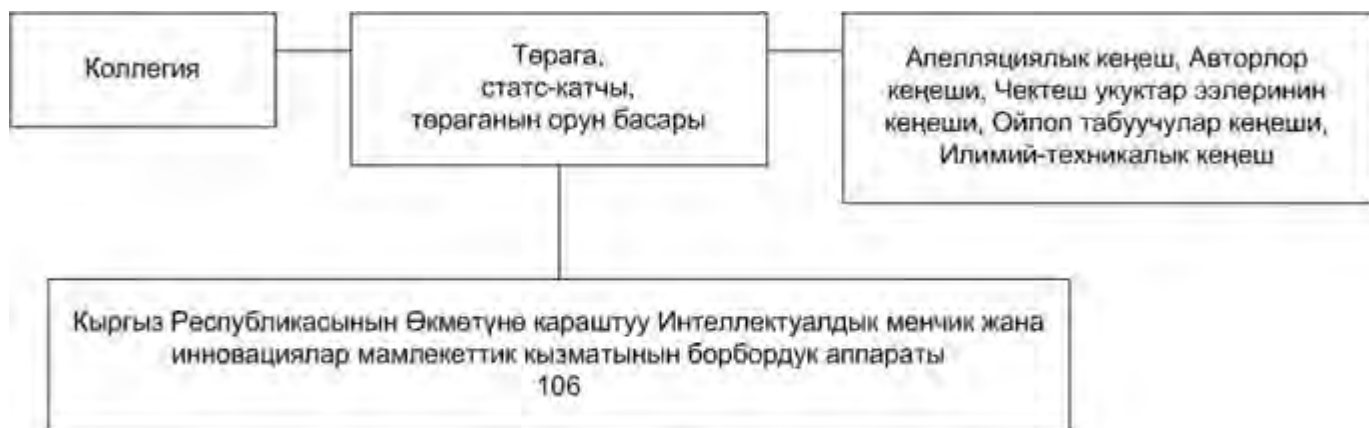 Коллегия
Төрага,
статс-катчы,
төраганын орун басары
Апелляциялык кеңеш, Авторлор
кеңеши, Чектеш укуктар ээлеринин
кеңеши, Ойлоп табуучулар кеңеши,
Илимий-техникалык кеңеш
Кыргыз Республикасынын Өкмөтүнө караштуу Интеллектуалдык менчик жана
инновациялар мамлекеттик кызматынын борбордук аппараты
106